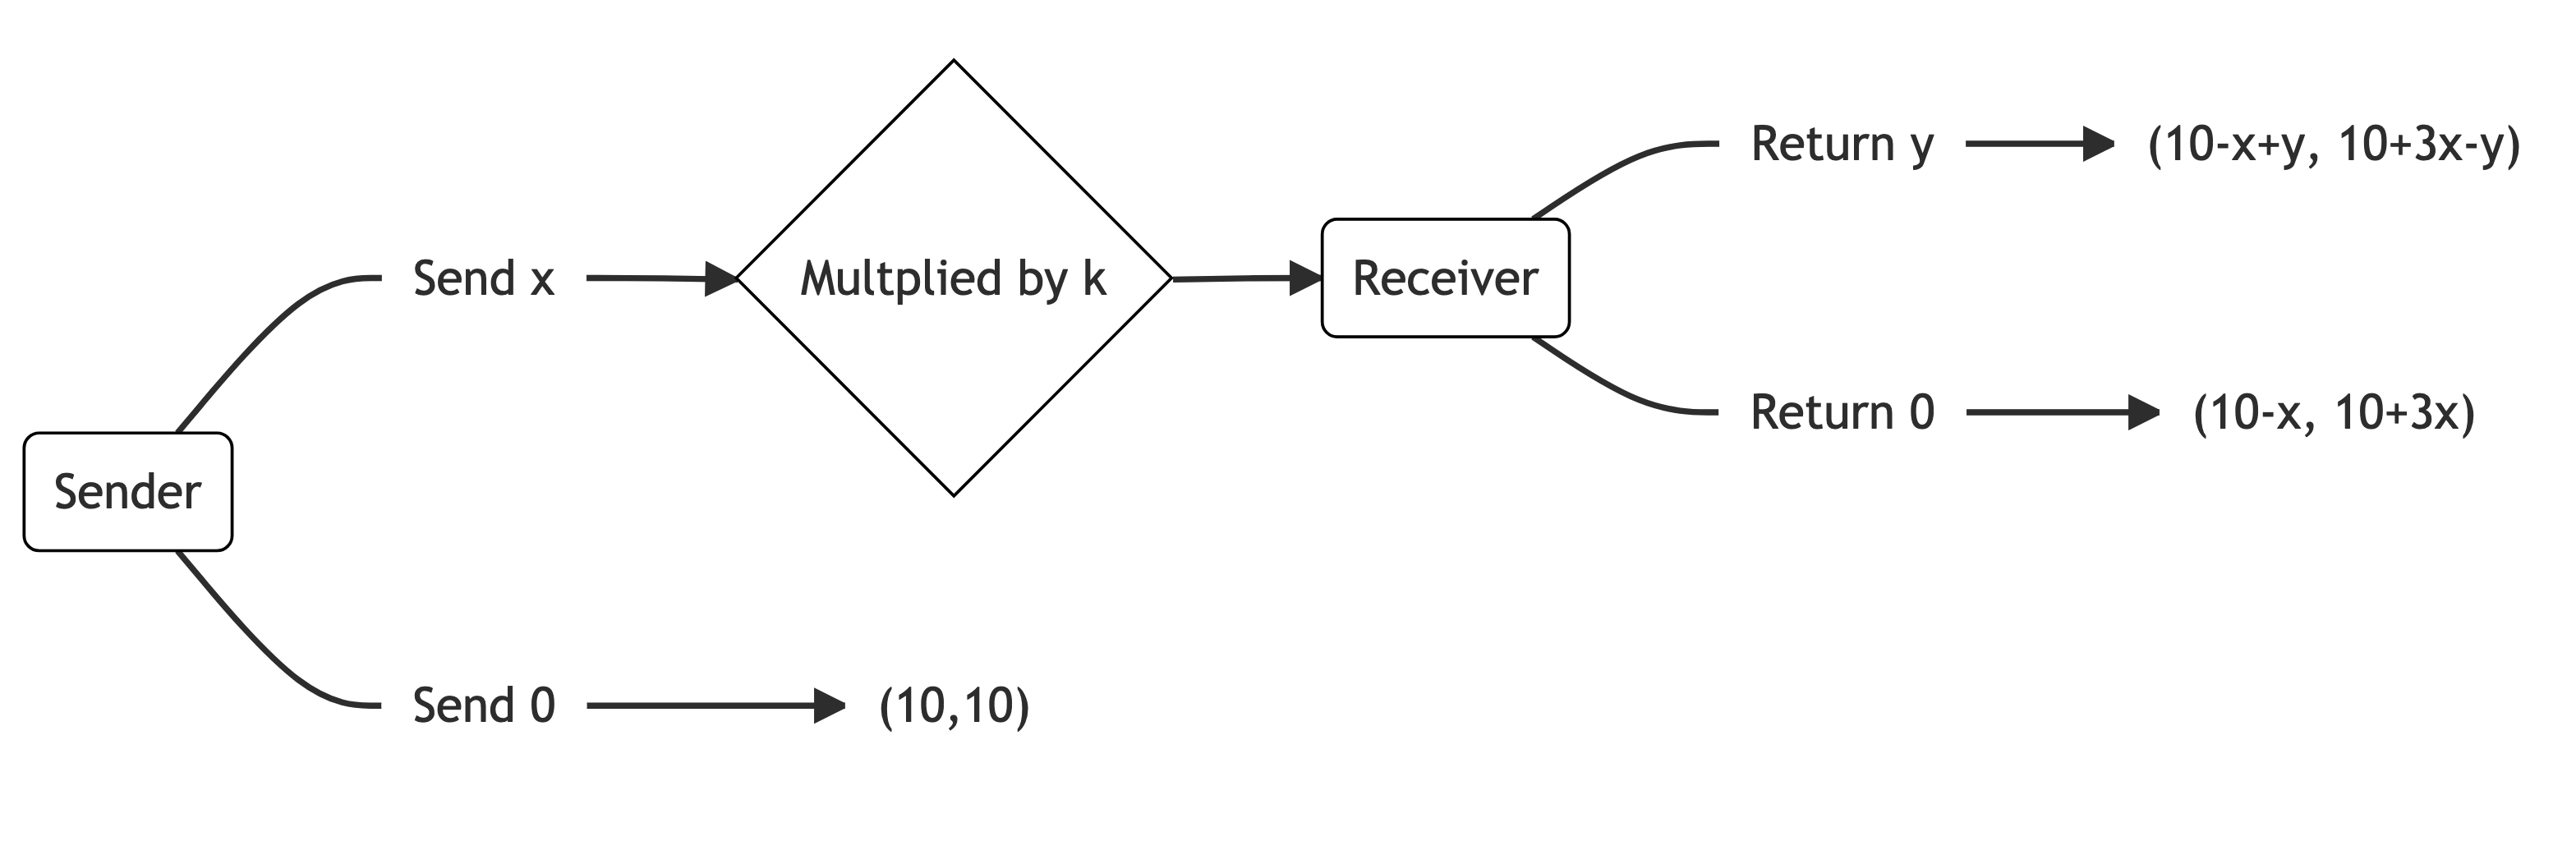 Sender
Send x
Multplied by k
Receiver
Return y
(10-x+y, 10+3x-y)
Return 0
(10-x, 10+3x)
Send 0
(10,10)